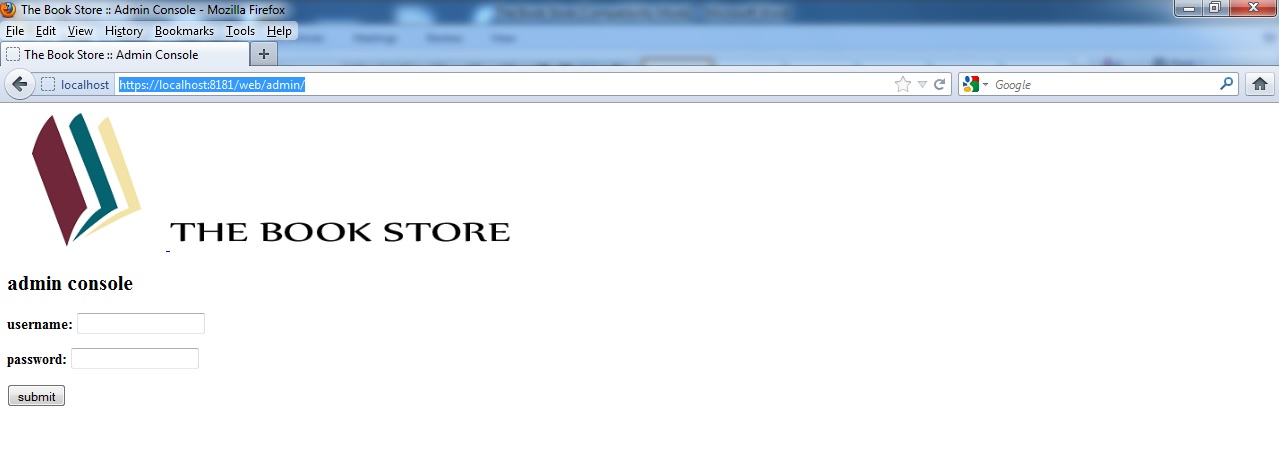 The Book Store :: Admin Console - Mozilla Firefox
File Edit View History Bookmarks Tools Help
The Book Store :: Admin Console
localhost https://localhost:8181/web/admin/ Google
THE BOOK STORE
admin console
username:
password:
submit